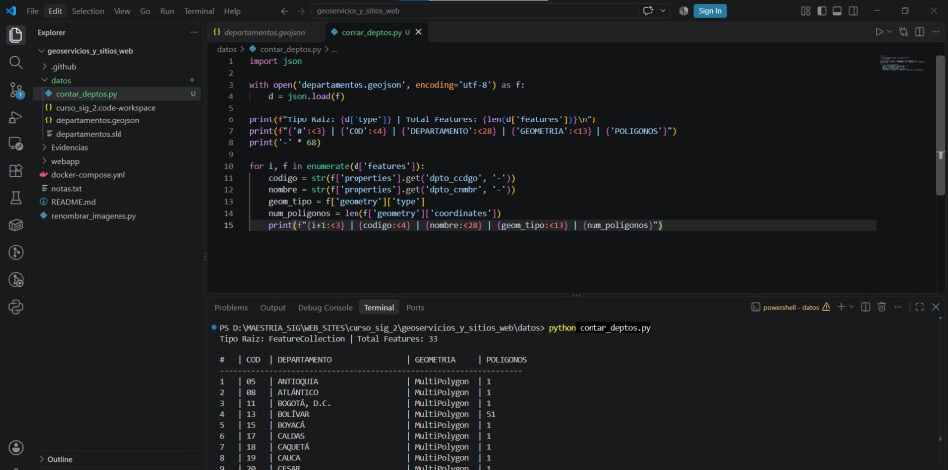 File Edit Selection View Go Run Terminal Help geoservicios_y_sitios_web Sign In
Explorer
geoservicios_y_sitios_web
.github
datos
contar_deptos.py U
curso_sig_2.code-workspace
departamentos.geojson
departamentos.sld
Evidencias
webapp
docker-compose.yml
notas.txt
README.md
renombrar_imagenes.py
Outline
departamentos.geojson contar_deptos.py U
datos > contar_deptos.py > ...
1 import json
2
3 with open('departamentos.geojson', encoding='utf-8') as f:
4 d = json.load(f)
5
6 print(f"Tipo Raiz: {d['type']} | Total Features: {len(d['features'])}\n")
7 print(f"{'#':<3} | {'COD':<4} | {'DEPARTAMENTO':<28} | {'GEOMETRIA':<13} | {'POLIGONOS'}")
8 print('-' * 68)
9
10 for i, f in enumerate(d['features']):
11 codigo = str(f['properties'].get('dpto_ccdgo', '-'))
12 nombre = str(f['properties'].get('dpto_cnmbr', '-'))
13 geom_tipo = f['geometry']['type']
14 num_poligonos = len(f['geometry']['coordinates'])
15 print(f"{i+1:<3} | {codigo:<4} | {nombre:<28} | {geom_tipo:<13} | {num_poligonos}")
Problems Output Debug Console Terminal Ports
powershell - datos
PS D:\MAESTRIA_SIG\WEB_SITES\curso_sig_2\geoservicios_y_sitios_web\datos> python contar_deptos.py
Tipo Raiz: FeatureCollection | Total Features: 33
# | COD | DEPARTAMENTO | GEOMETRIA | POLIGONOS
--------------------------------------------------------------------
1 | 05 | ANTIOQUIA | MultiPolygon | 1
2 | 08 | ATLÁNTICO | MultiPolygon | 1
3 | 11 | BOGOTÁ, D.C. | MultiPolygon | 1
4 | 13 | BOLÍVAR | MultiPolygon | 51
5 | 15 | BOYACÁ | MultiPolygon | 1
6 | 17 | CALDAS | MultiPolygon | 1
7 | 18 | CAQUETÁ | MultiPolygon | 1
8 | 19 | CAUCA | MultiPolygon | 1
9 | 20 | CESAR | MultiPolygon | 1